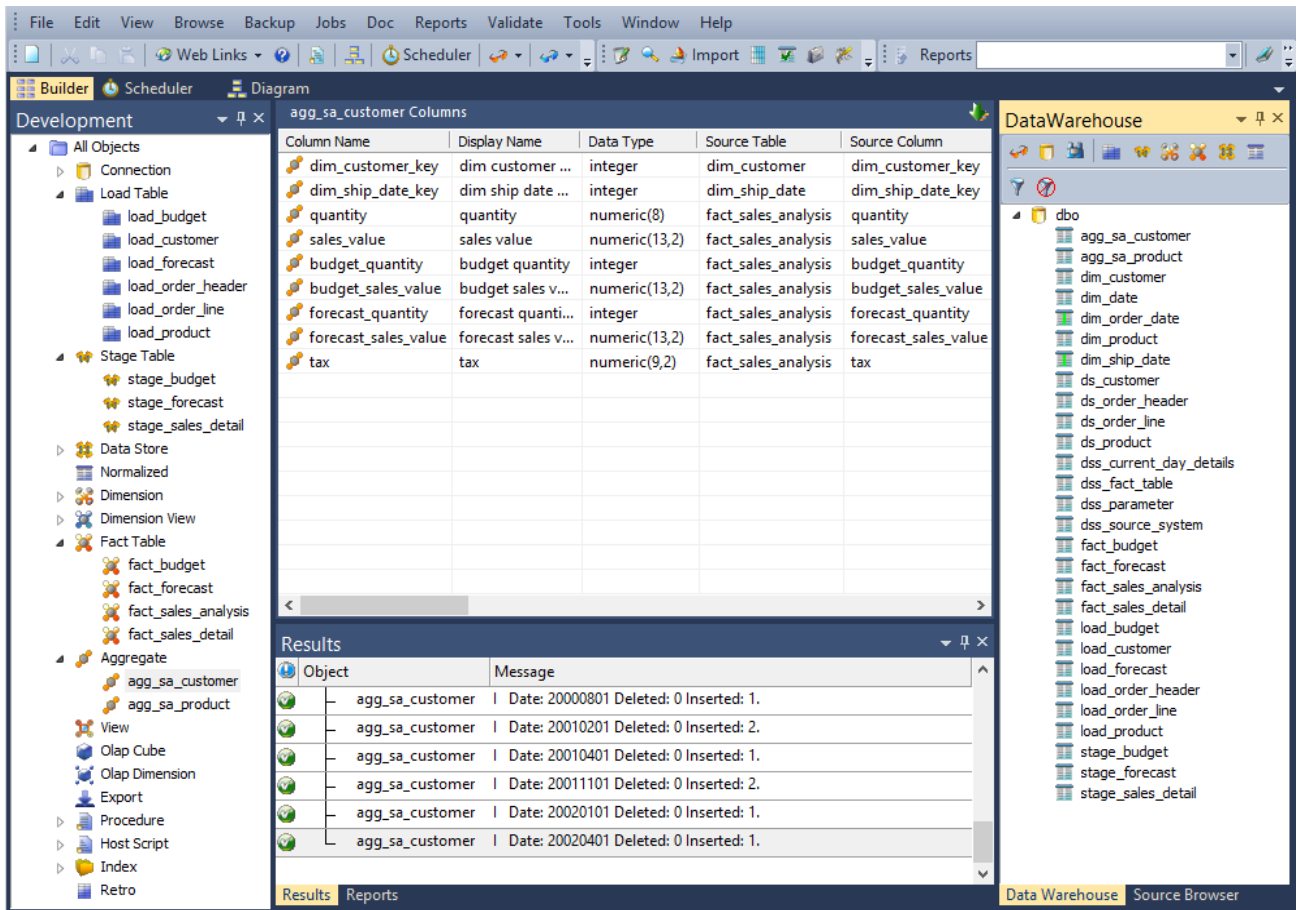 File Edit View Browse Backup Jobs Doc Reports Validate Tools Window Help
Web Links Scheduler Import Reports
Builder Scheduler Diagram
Development
All Objects
Connection
Load Table
load_budget
load_customer
load_forecast
load_order_header
load_order_line
load_product
Stage Table
stage_budget
stage_forecast
stage_sales_detail
Data Store
Normalized
Dimension
Dimension View
Fact Table
fact_budget
fact_forecast
fact_sales_analysis
fact_sales_detail
Aggregate
agg_sa_customer
agg_sa_product
View
Olap Cube
Olap Dimension
Export
Procedure
Host Script
Index
Retro
agg_sa_customer Columns
Column Name Display Name Data Type Source Table Source Column
dim_customer_key dim customer ... integer dim_customer dim_customer_key
dim_ship_date_key dim ship date ... integer dim_ship_date dim_ship_date_key
quantity quantity numeric(8) fact_sales_analysis quantity
sales_value sales value numeric(13,2) fact_sales_analysis sales_value
budget_quantity budget quantity integer fact_sales_analysis budget_quantity
budget_sales_value budget sales v... numeric(13,2) fact_sales_analysis budget_sales_value
forecast_quantity forecast quanti... integer fact_sales_analysis forecast_quantity
forecast_sales_value forecast sales v... numeric(13,2) fact_sales_analysis forecast_sales_value
tax tax numeric(9,2) fact_sales_analysis tax
Results
Object Message
agg_sa_customer | Date: 20000801 Deleted: 0 Inserted: 1.
agg_sa_customer | Date: 20010201 Deleted: 0 Inserted: 2.
agg_sa_customer | Date: 20010401 Deleted: 0 Inserted: 1.
agg_sa_customer | Date: 20011101 Deleted: 0 Inserted: 2.
agg_sa_customer | Date: 20020101 Deleted: 0 Inserted: 1.
agg_sa_customer | Date: 20020401 Deleted: 0 Inserted: 1.
Results Reports
DataWarehouse
dbo
agg_sa_customer
agg_sa_product
dim_customer
dim_date
dim_order_date
dim_product
dim_ship_date
ds_customer
ds_order_header
ds_order_line
ds_product
dss_current_day_details
dss_fact_table
dss_parameter
dss_source_system
fact_budget
fact_forecast
fact_sales_analysis
fact_sales_detail
load_budget
load_customer
load_forecast
load_order_header
load_order_line
load_product
stage_budget
stage_forecast
stage_sales_detail
Data Warehouse Source Browser